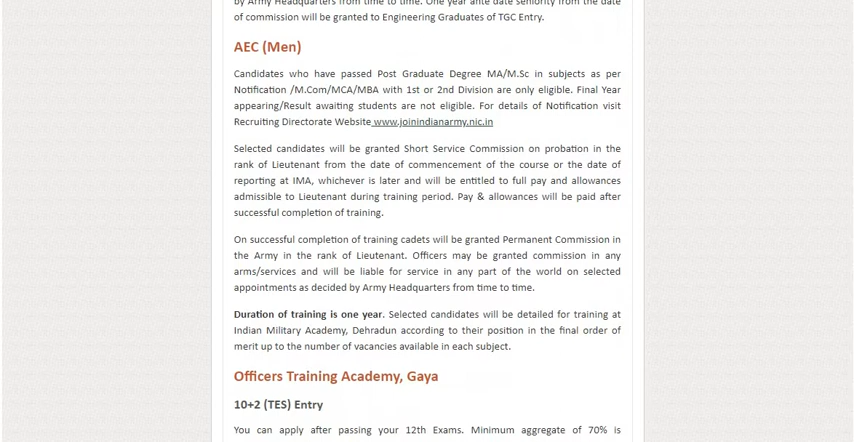 by Army Headquarters from time to time. One year ante date seniority from the date
of commission will be granted to Engineering Graduates of TGC Entry.
AEC (Men)
Candidates who have passed Post Graduate Degree MA/M.Sc in subjects as per
Notification /M.Com/MCA/MBA with 1st or 2nd Division are only eligible. Final Year
appearing/Result awaiting students are not eligible. For details of Notification visit
Recruiting Directorate Website www.joinindianarmy.nic.in
Selected candidates will be granted Short Service Commission on probation in the
rank of Lieutenant from the date of commencement of the course or the date of
reporting at IMA, whichever is later and will be entitled to full pay and allowances
admissible to Lieutenant during training period. Pay & allowances will be paid after
successful completion of training.
On successful completion of training cadets will be granted Permanent Commission in
the Army in the rank of Lieutenant. Officers may be granted commission in any
arms/services and will be liable for service in any part of the world on selected
appointments as decided by Army Headquarters from time to time.
Duration of training is one year. Selected candidates will be detailed for training at
Indian Military Academy, Dehradun according to their position in the final order of
merit up to the number of vacancies available in each subject.
Officers Training Academy, Gaya
10+2 (TES) Entry
You can apply after passing your 12th Exams. Minimum aggregate of 70% is